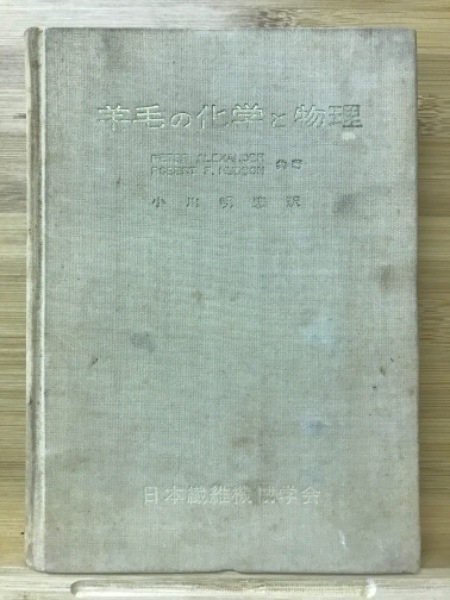 羊毛の化学と物理
PETER ALEXANDER
ROBERT F. HUDSON 共著
小川 訳
日本繊維機械学会